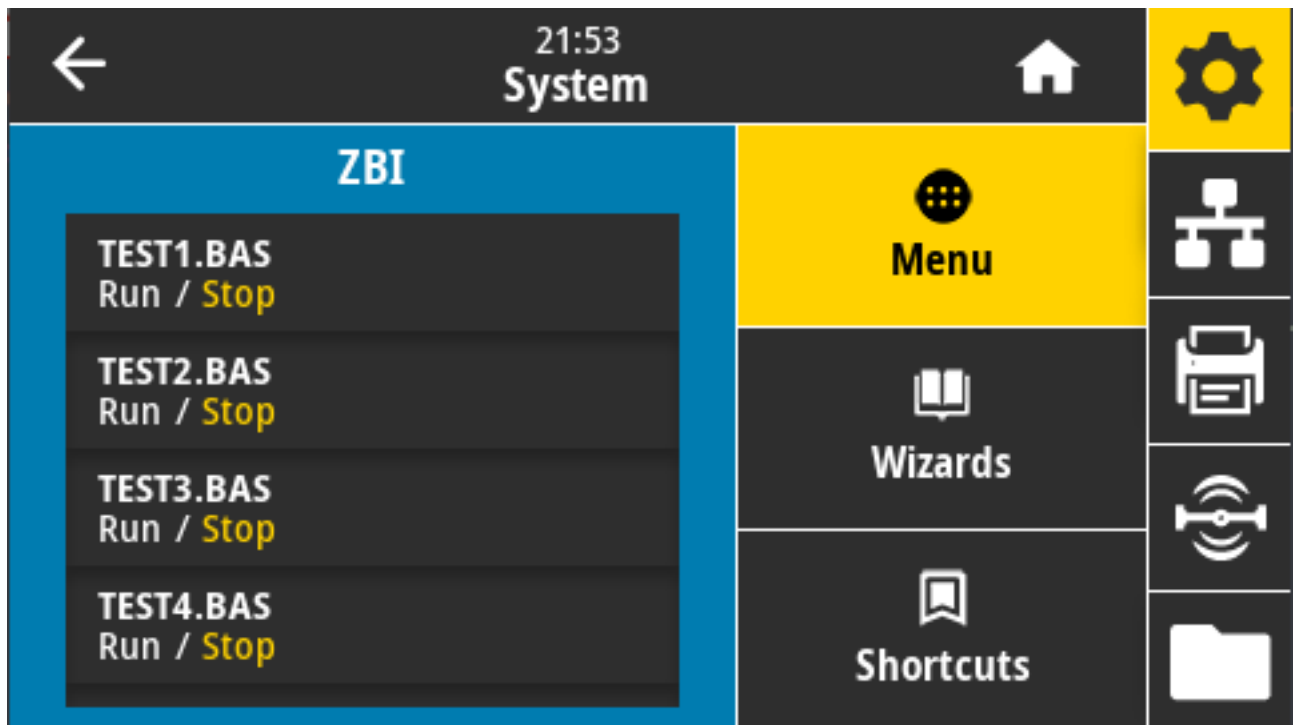 21:53
System
ZBI
TEST1.BAS
Run / Stop
TEST2.BAS
Run / Stop
TEST3.BAS
Run / Stop
TEST4.BAS
Run / Stop
Menu
Wizards
Shortcuts